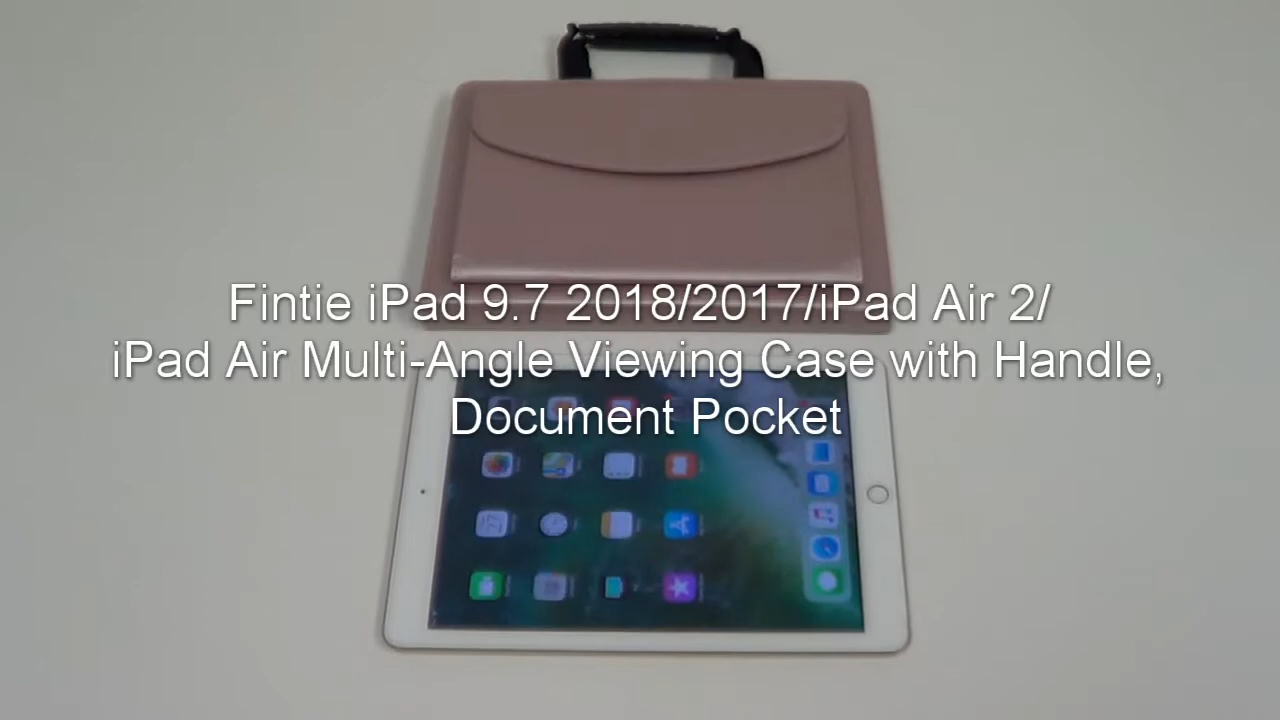 Fintie iPad 9.7 2018/2017/iPad Air 2/
iPad Air Multi-Angle Viewing Case with Handle,
Document Pocket